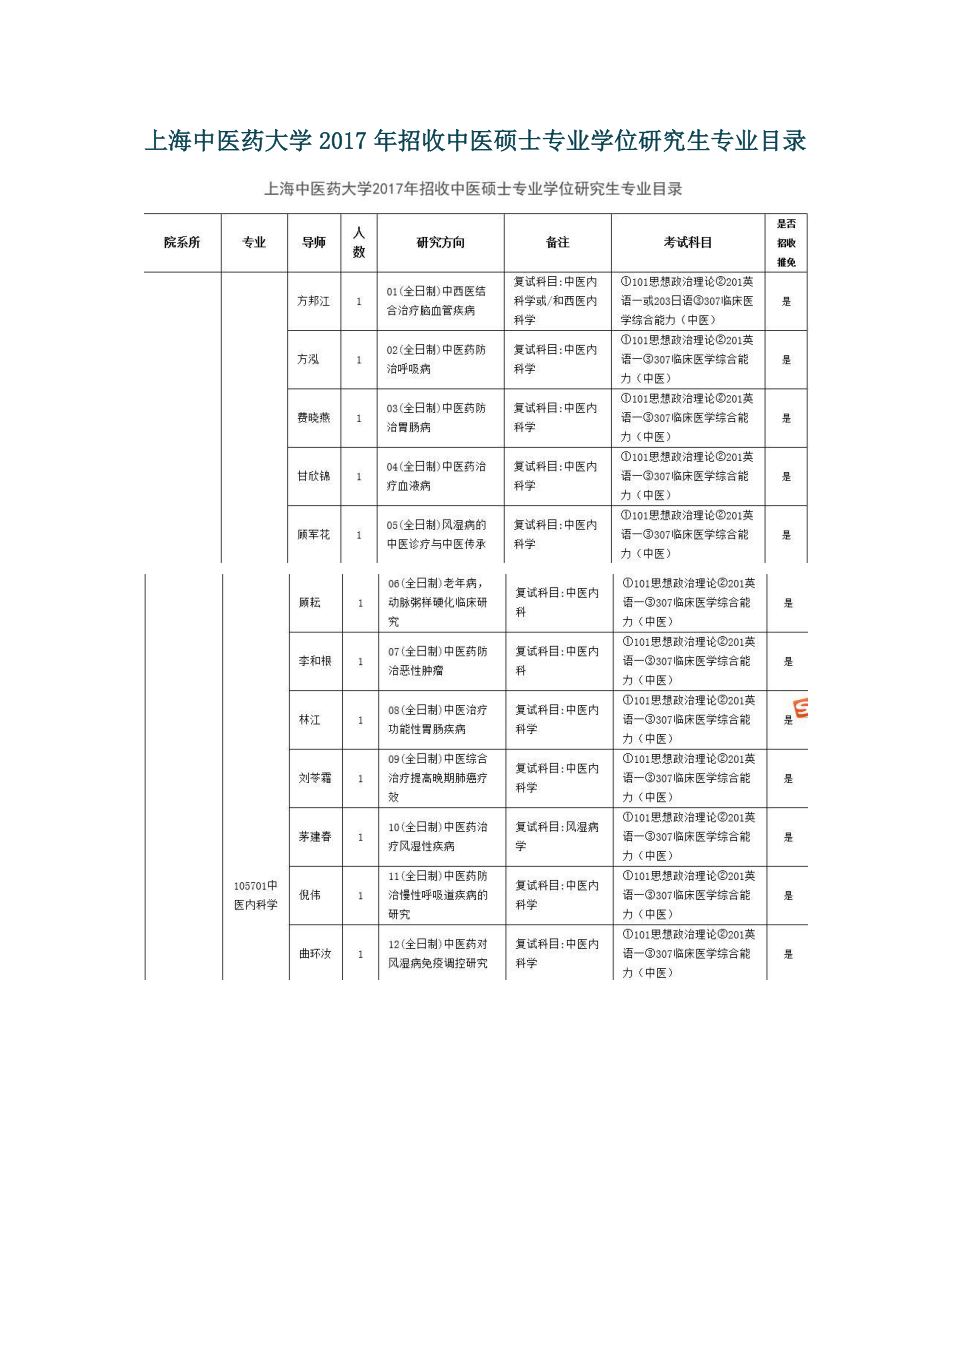 上海中医药大学 2017 年招收中医硕士专业学位研究生专业目录
上海中医药大学2017年招收中医硕士专业学位研究生专业目录
院系所 专业 导师 人数 研究方向 备注 考试科目 是否招收推免
方邦江 1 01(全日制)中西医结合治疗脑血管疾病 复试科目:中医内科学或/和西医内科学 ①101思想政治理论②201英语一或203日语③307临床医学综合能力（中医） 是
方泓 1 02(全日制)中医药防治呼吸病 复试科目:中医内科学 ①101思想政治理论②201英语一③307临床医学综合能力（中医） 是
费晓燕 1 03(全日制)中医药防治胃肠病 复试科目:中医内科学 ①101思想政治理论②201英语一③307临床医学综合能力（中医） 是
甘欣锦 1 04(全日制)中医药治疗血液病 复试科目:中医内科学 ①101思想政治理论②201英语一③307临床医学综合能力（中医） 是
顾军花 1 05(全日制)风湿病的中医诊疗与中医传承 复试科目:中医内科学 ①101思想政治理论②201英语一③307临床医学综合能力（中医） 是
顾耘 1 06(全日制)老年病，动脉粥样硬化临床研究 复试科目:中医内科 ①101思想政治理论②201英语一③307临床医学综合能力（中医） 是
李和根 1 07(全日制)中医药防治恶性肿瘤 复试科目:中医内科 ①101思想政治理论②201英语一③307临床医学综合能力（中医） 是
林江 1 08(全日制)中医治疗功能性胃肠疾病 复试科目:中医内科学 ①101思想政治理论②201英语一③307临床医学综合能力（中医） 是
刘苓霜 1 09(全日制)中医综合治疗提高晚期肺癌疗效 复试科目:中医内科学 ①101思想政治理论②201英语一③307临床医学综合能力（中医） 是
茅建春 1 10(全日制)中医药治疗风湿性疾病 复试科目:风湿病学 ①101思想政治理论②201英语一③307临床医学综合能力（中医） 是
105701中医内科学 倪伟 1 11(全日制)中医药防治慢性呼吸道疾病的研究 复试科目:中医内科学 ①101思想政治理论②201英语一③307临床医学综合能力（中医） 是
曲环汝 1 12(全日制)中医药对风湿病免疫调控研究 复试科目:中医内科学 ①101思想政治理论②201英语一③307临床医学综合能力（中医） 是